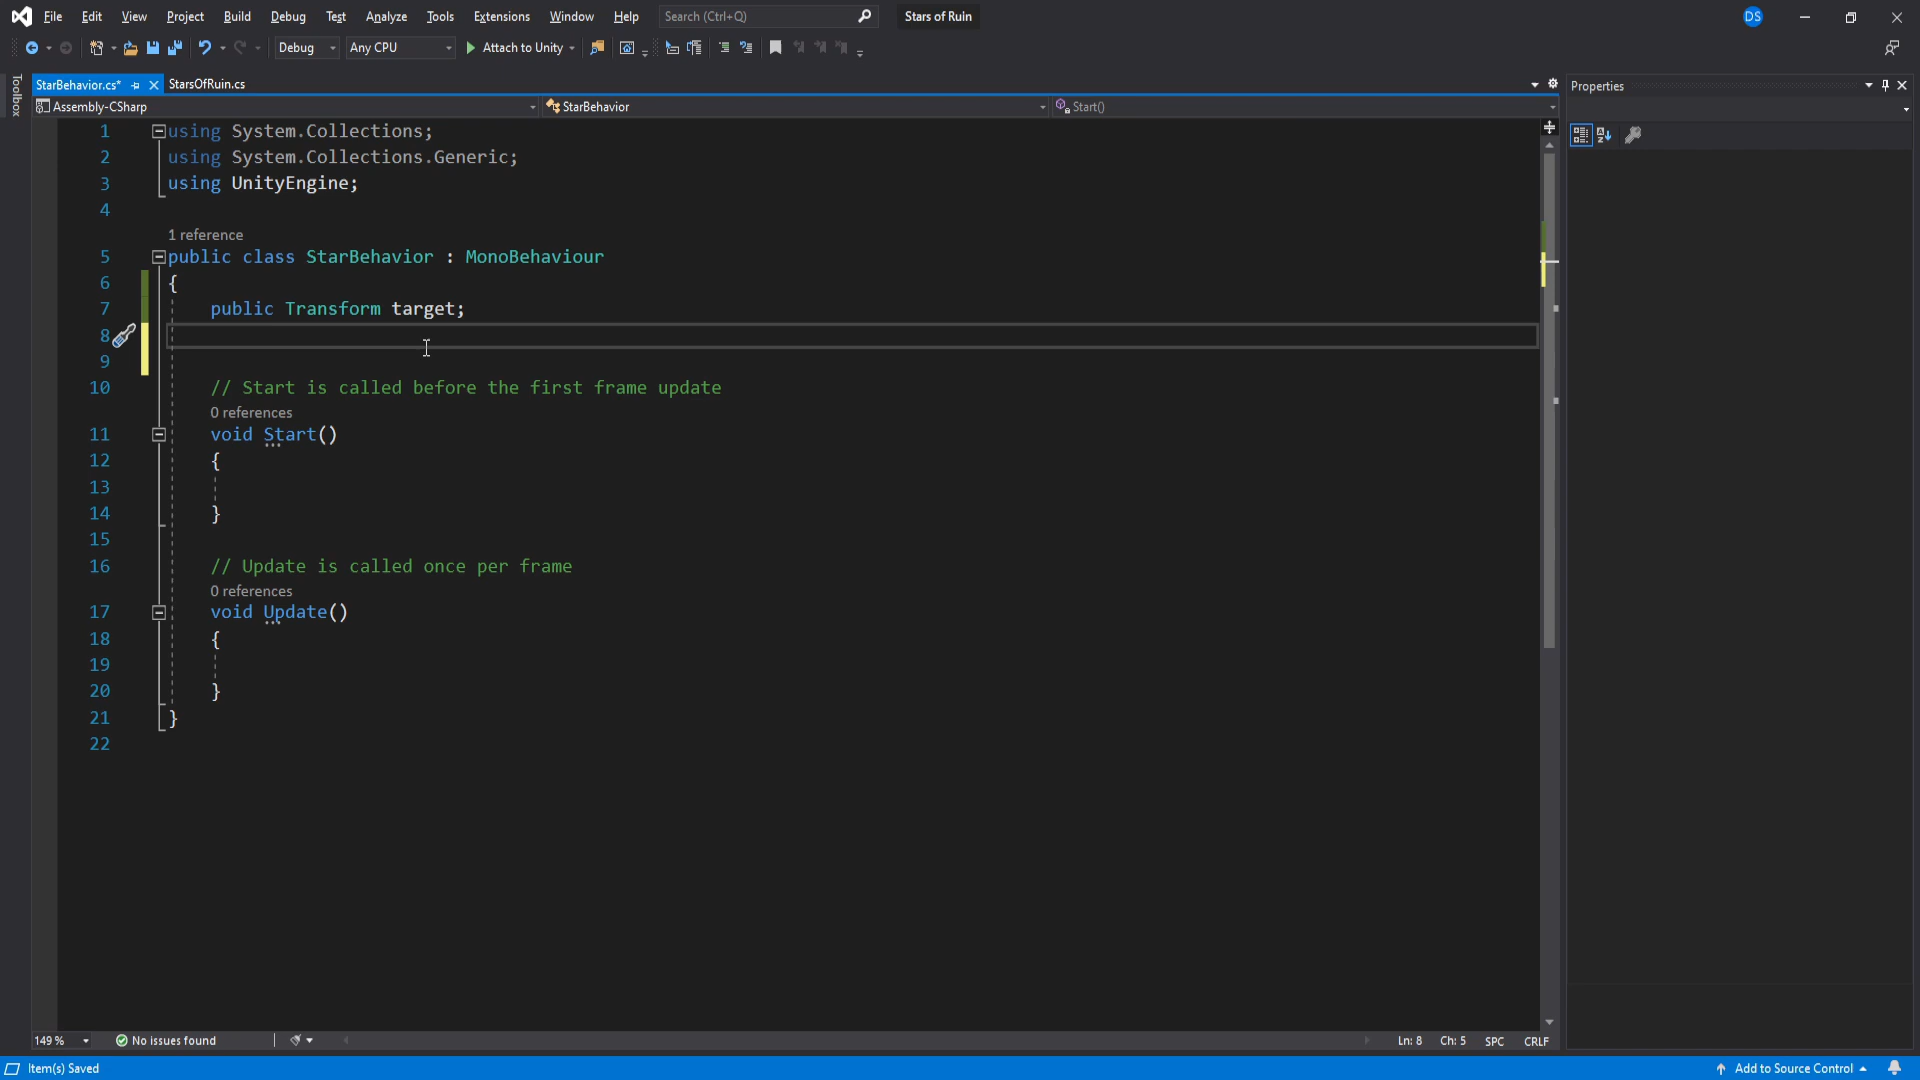 File Edit View Project Build Debug Test Analyze Tools Extensions Window Help Search (Ctrl+Q) Stars of Ruin DS
Debug Any CPU Attach to Unity
Toolbox
StarBehavior.cs* StarsOfRuin.cs
Properties
Assembly-CSharp StarBehavior Start()
1 using System.Collections;
2 using System.Collections.Generic;
3 using UnityEngine;
4
1 reference
5 public class StarBehavior : MonoBehaviour
6 {
7 public Transform target;
8
9
10 // Start is called before the first frame update
0 references
11 void Start()
12 {
13
14 }
15
16 // Update is called once per frame
0 references
17 void Update()
18 {
19
20 }
21 }
22
149 % No issues found Ln: 8 Ch: 5 SPC CRLF
Item(s) Saved Add to Source Control